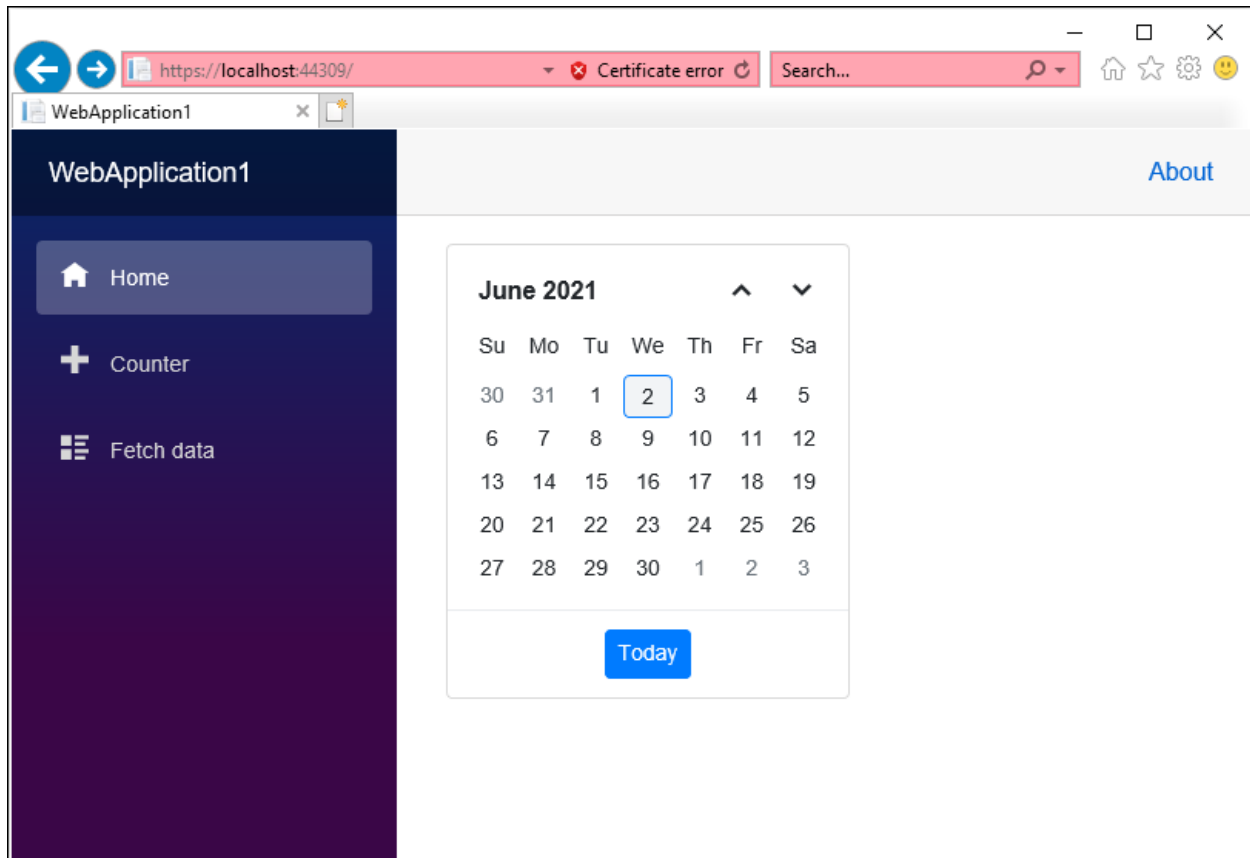 https://localhost:44309/ Certificate error Search...
WebApplication1
WebApplication1 About
Home
Counter
Fetch data
June 2021
Su Mo Tu We Th Fr Sa
30 31 1 2 3 4 5
6 7 8 9 10 11 12
13 14 15 16 17 18 19
20 21 22 23 24 25 26
27 28 29 30 1 2 3
Today